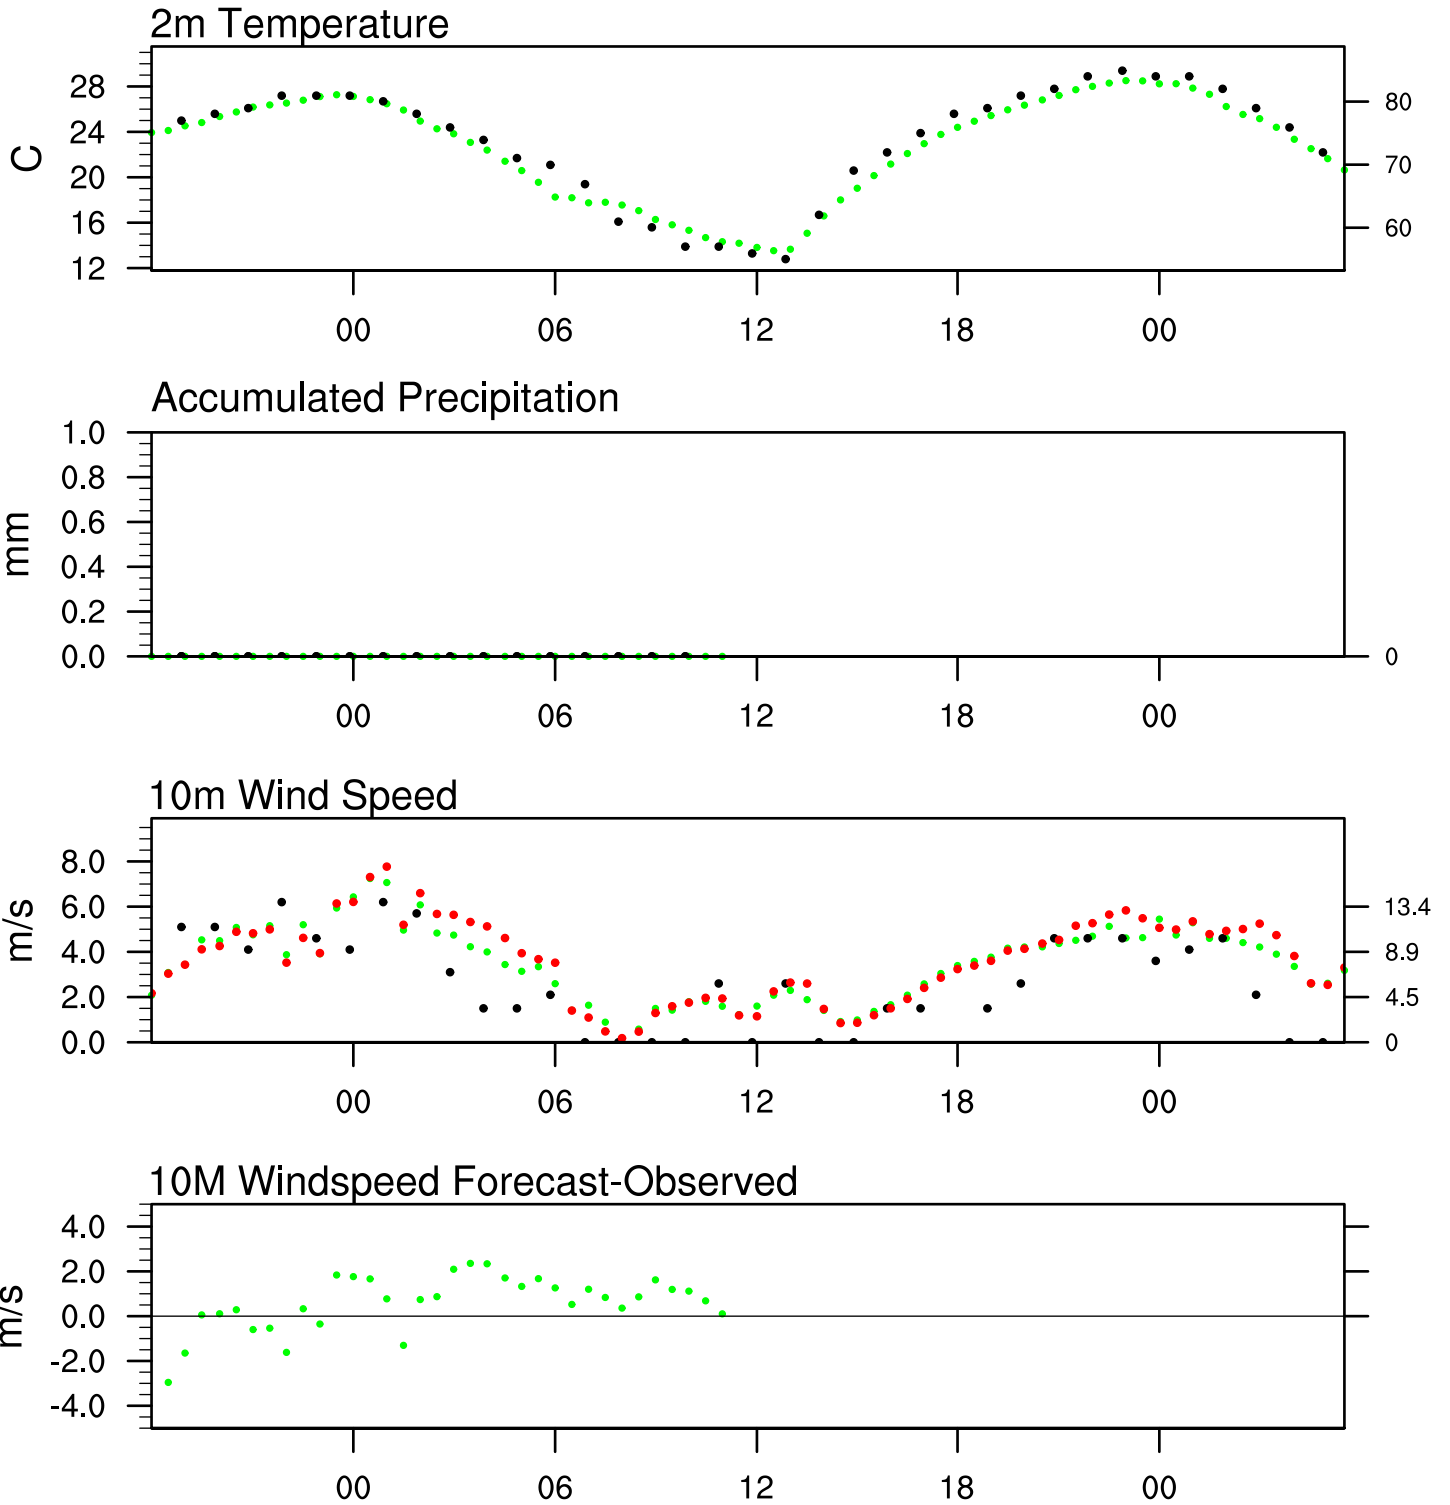 2m Temperature
C
28
24
20
16
12
80
70
60
00 06 12 18 00
Accumulated Precipitation
mm
1.0
0.8
0.6
0.4
0.2
0.0
0
00 06 12 18 00
10m Wind Speed
m/s
8.0
6.0
4.0
2.0
0.0
13.4
8.9
4.5
0
00 06 12 18 00
10M Windspeed Forecast-Observed
m/s
4.0
2.0
0.0
-2.0
-4.0
00 06 12 18 00